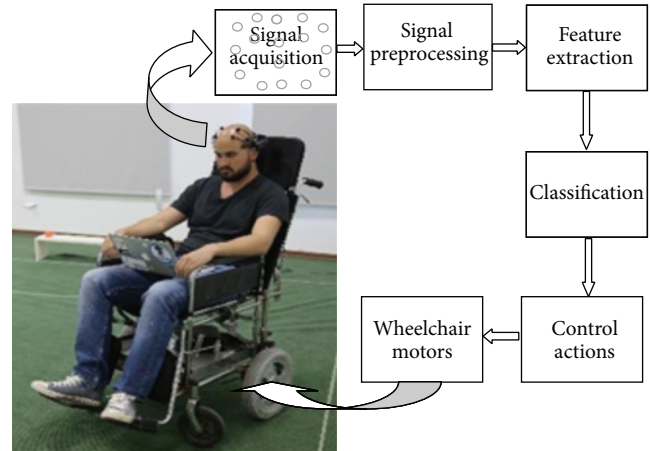 Signal
acquisition
Signal
preprocessing
Feature
extraction
Classification
Control
actions
Wheelchair
motors